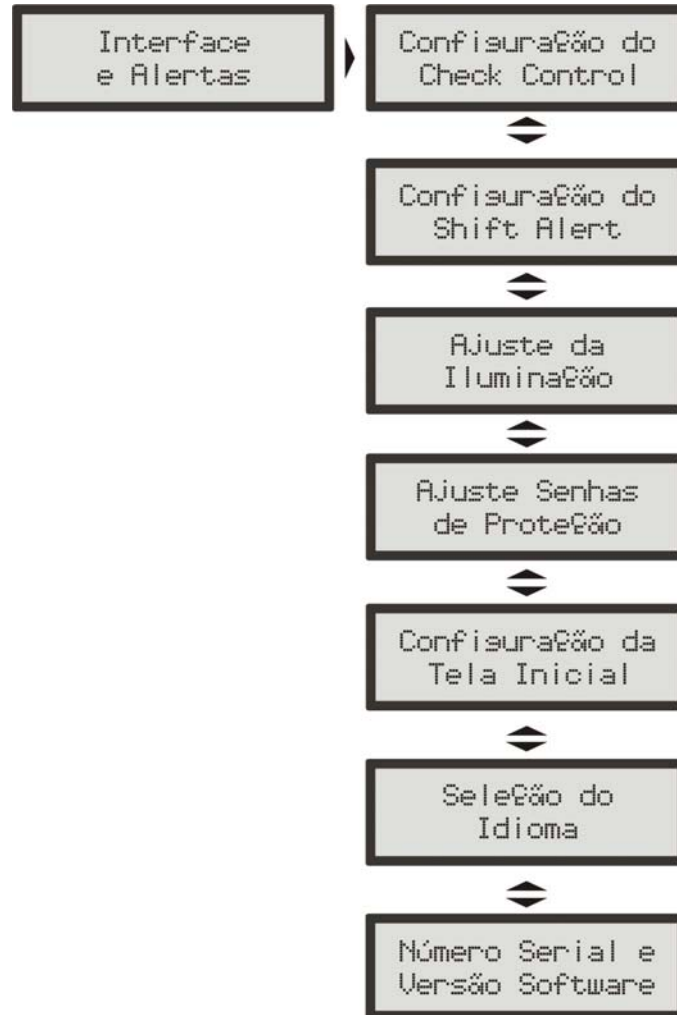 Interface
e Alertas
Configuração do
Check Control
Configuração do
Shift Alert
Ajuste da
Iluminação
Ajuste Senhas
de Proteção
Configuração da
Tela Inicial
Seleção do
Idioma
Número Serial e
Versão Software